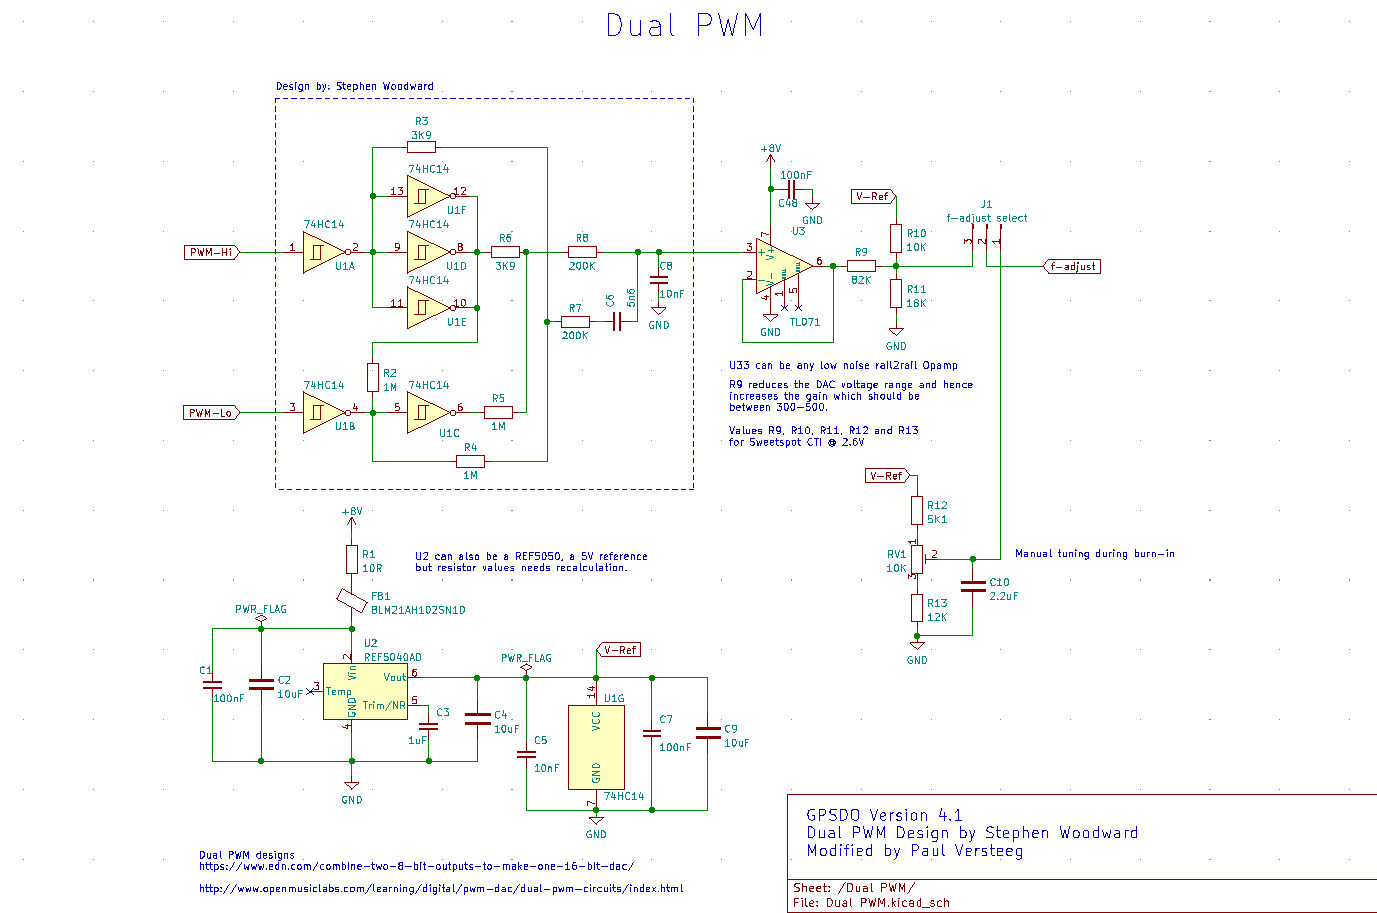 Dual PWM
Design by: Stephen Woodward
R3
3K9
74HC14
13
12
U1F
74HC14
PWM-Hi
1
2
U1A
74HC14
9
8
U1D
R6
3K9
R8
200K
74HC14
11
10
U1E
R7
200K
C6
5n6
C8
10nF
GND
R2
1M
74HC14
PWM-Lo
3
4
U1B
74HC14
5
6
U1C
R5
1M
R4
1M
+8V
100nF
C48
GND
7
U3
3
+
V+
2
-
V-
6
4
1
5
GND
TL071
R9
82K
V-Ref
R10
10K
R11
18K
GND
J1
f-adjust select
3
2
1
f-adjust
U33 can be any low noise rail2rail Opamp
R9 reduces the DAC voltage range and hence
increases the gain which should be
between 300-500.
Values R9, R10, R11, R12 and R13
for Sweetspot CTI @ 2.6V
V-Ref
R12
5K1
1
RV1
10K
2
3
Manual tuning during burn-in
C10
2.2uF
R13
12K
GND
+8V
R1
10R
U2 can also be a REF5050, a 5V reference
but resistor values needs recalculation.
FB1
BLM21AH102SN1D
PWR_FLAG
U2
REF5040AD
2
Vin
C1
100nF
C2
10uF
3
Temp
Vout
6
Trim/NR
5
GND
4
C3
1uF
C4
10uF
GND
PWR_FLAG
V-Ref
14
U1G
VCC
GND
7
74HC14
C5
10nF
C7
100nF
C9
10uF
GND
Dual PWM designs
https://www.edn.com/combine-two-8-bit-outputs-to-make-one-16-bit-dac/
http://www.openmusiclabs.com/learning/digital/pwm-dac/dual-pwm-circuits/index.html
GPSDO Version 4.1
Dual PWM Design by Stephen Woodward
Modified by Paul Versteeg
Sheet: /Dual PWM/
File: Dual PWM.kicad_sch